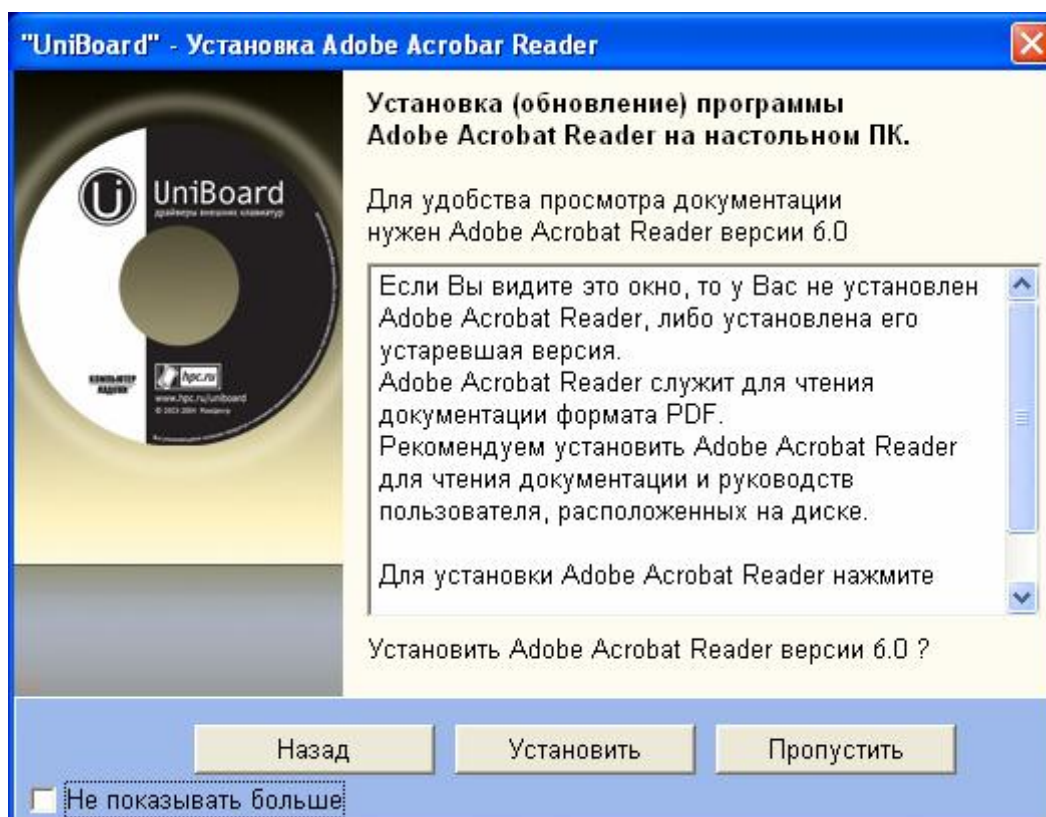 "UniBoard" - Установка Adobe Acrobar Reader
Установка (обновление) программы
Adobe Acrobat Reader на настольном ПК.
Для удобства просмотра документации
нужен Adobe Acrobat Reader версии 6.0
Если Вы видите это окно, то у Вас не установлен
Adobe Acrobat Reader, либо установлена его
устаревшая версия.
Adobe Acrobat Reader служит для чтения
документации формата PDF.
Рекомендуем установить Adobe Acrobat Reader
для чтения документации и руководств
пользователя, расположенных на диске.
Для установки Adobe Acrobat Reader нажмите
Установить Adobe Acrobat Reader версии 6.0 ?
UniBoard
драйверы внешних клавиатур
hpc.ru
www.hpc.ru/uniboard
Назад
Установить
Пропустить
Не показывать больше